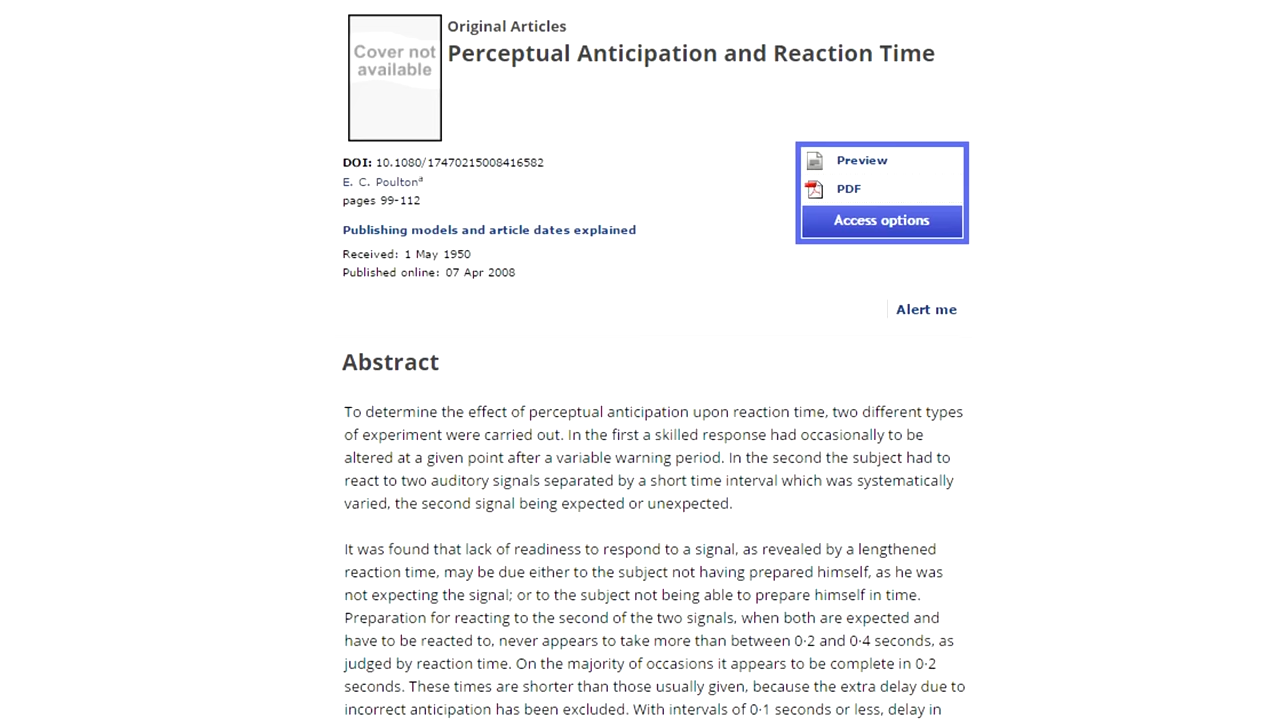 Cover not
available
Original Articles
Perceptual Anticipation and Reaction Time
DOI: 10.1080/17470215008416582
E. C. Poultonª
pages 99-112
Publishing models and article dates explained
Received: 1 May 1950
Published online: 07 Apr 2008
Preview
PDF
Access options
Alert me
Abstract
To determine the effect of perceptual anticipation upon reaction time, two different types
of experiment were carried out. In the first a skilled response had occasionally to be
altered at a given point after a variable warning period. In the second the subject had to
react to two auditory signals separated by a short time interval which was systematically
varied, the second signal being expected or unexpected.
It was found that lack of readiness to respond to a signal, as revealed by a lengthened
reaction time, may be due either to the subject not having prepared himself, as he was
not expecting the signal; or to the subject not being able to prepare himself in time.
Preparation for reacting to the second of the two signals, when both are expected and
have to be reacted to, never appears to take more than between 0·2 and 0·4 seconds, as
judged by reaction time. On the majority of occasions it appears to be complete in 0·2
seconds. These times are shorter than those usually given, because the extra delay due to
incorrect anticipation has been excluded. With intervals of 0·1 seconds or less, delay in